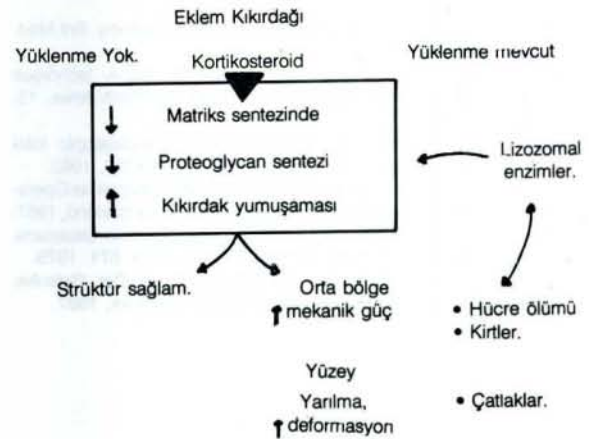 Eklem Kıkırdağı
Yüklenme Yok.
Kortikosteroid
Yüklenme mevcut
Matriks sentezinde
Proteoglycan sentezi
Kıkırdak yumuşaması
Lizozomal
enzimler.
Strüktür sağlam.
Orta bölge
mekanik güç
• Hücre ölümü
• Kirtler.
Yüzey
Yarılma,
deformasyon
• Çatlaklar.